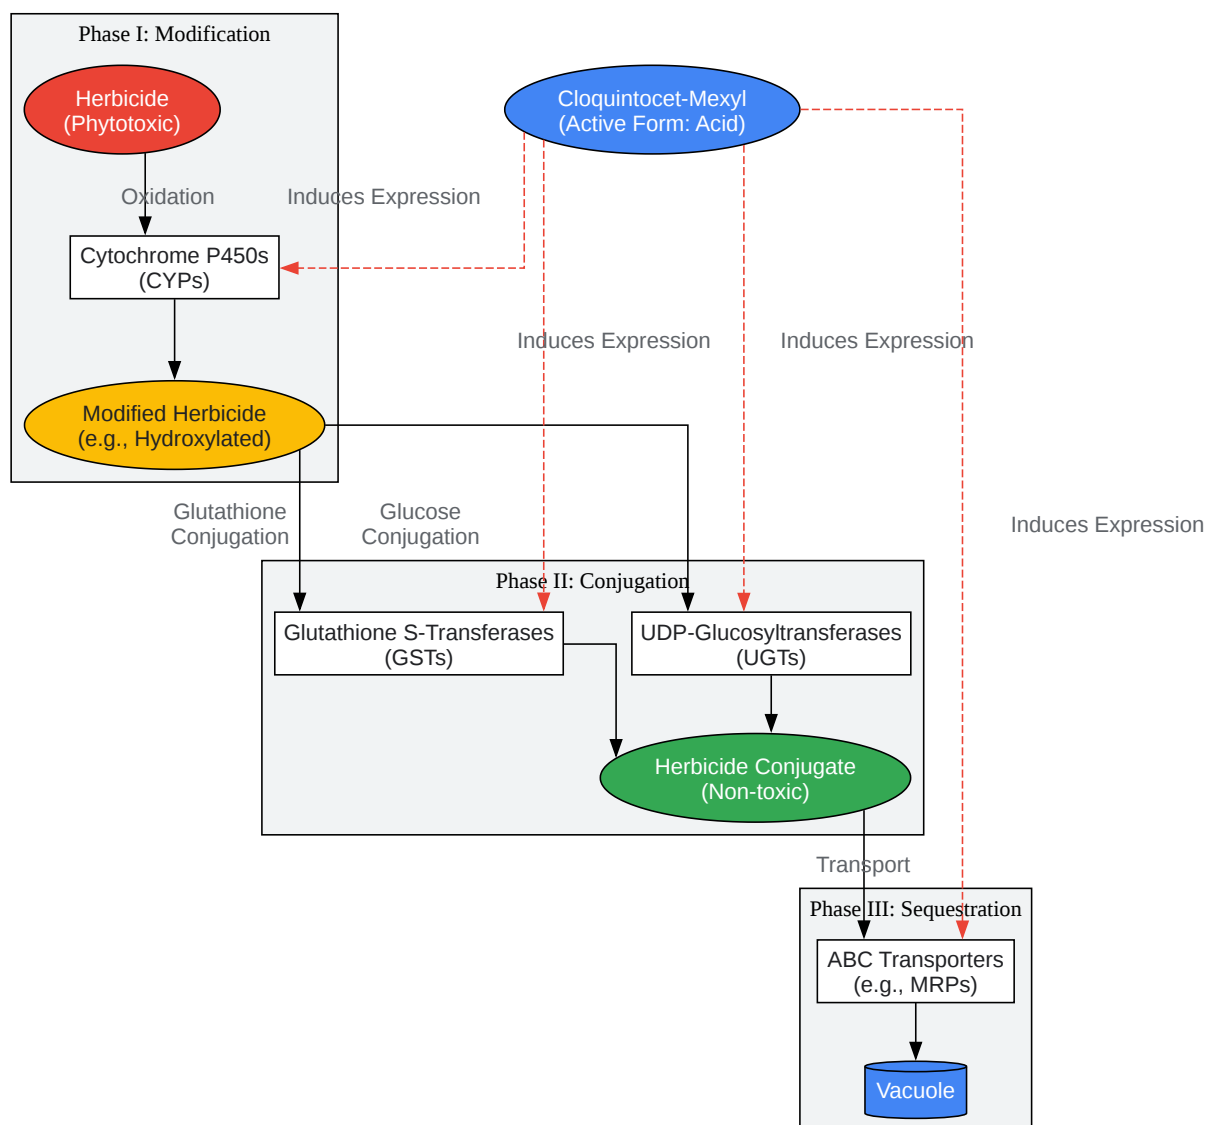 Phase I: Modification
Herbicide
(Phytotoxic)
Cloquintocet-Mexyl
(Active Form: Acid)
Oxidation
Induces Expression
Cytochrome P450s
(CYPs)
Induces Expression
Induces Expression
Modified Herbicide
(e.g., Hydroxylated)
Glutathione
Conjugation
Glucose
Conjugation
Induces Expression
Phase II: Conjugation
Glutathione S-Transferases
(GSTs)
UDP-Glucosyltransferases
(UGTs)
Herbicide Conjugate
(Non-toxic)
Transport
Phase III: Sequestration
ABC Transporters
(e.g., MRPs)
Vacuole